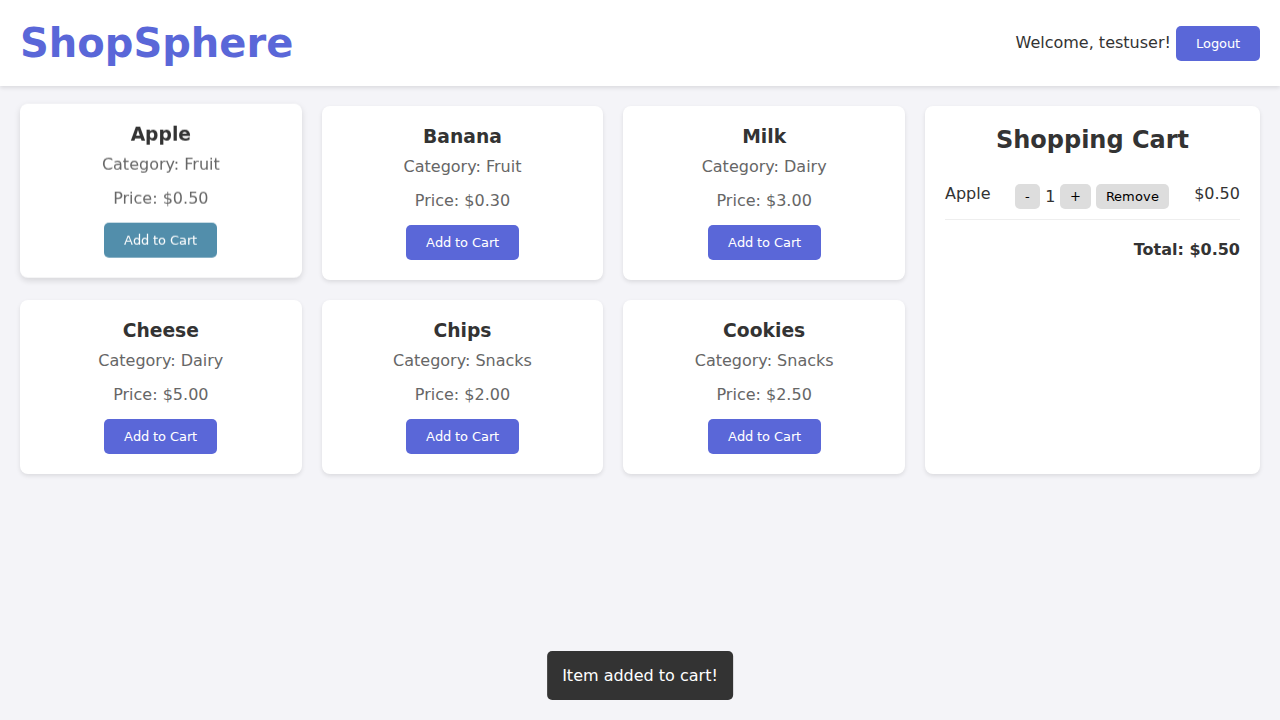 ShopSphere
Welcome, testuser! Logout
Apple
Category: Fruit
Price: $0.50
Add to Cart
Banana
Category: Fruit
Price: $0.30
Add to Cart
Milk
Category: Dairy
Price: $3.00
Add to Cart
Cheese
Category: Dairy
Price: $5.00
Add to Cart
Chips
Category: Snacks
Price: $2.00
Add to Cart
Cookies
Category: Snacks
Price: $2.50
Add to Cart
Shopping Cart
Apple - 1 + Remove $0.50
Total: $0.50
Item added to cart!